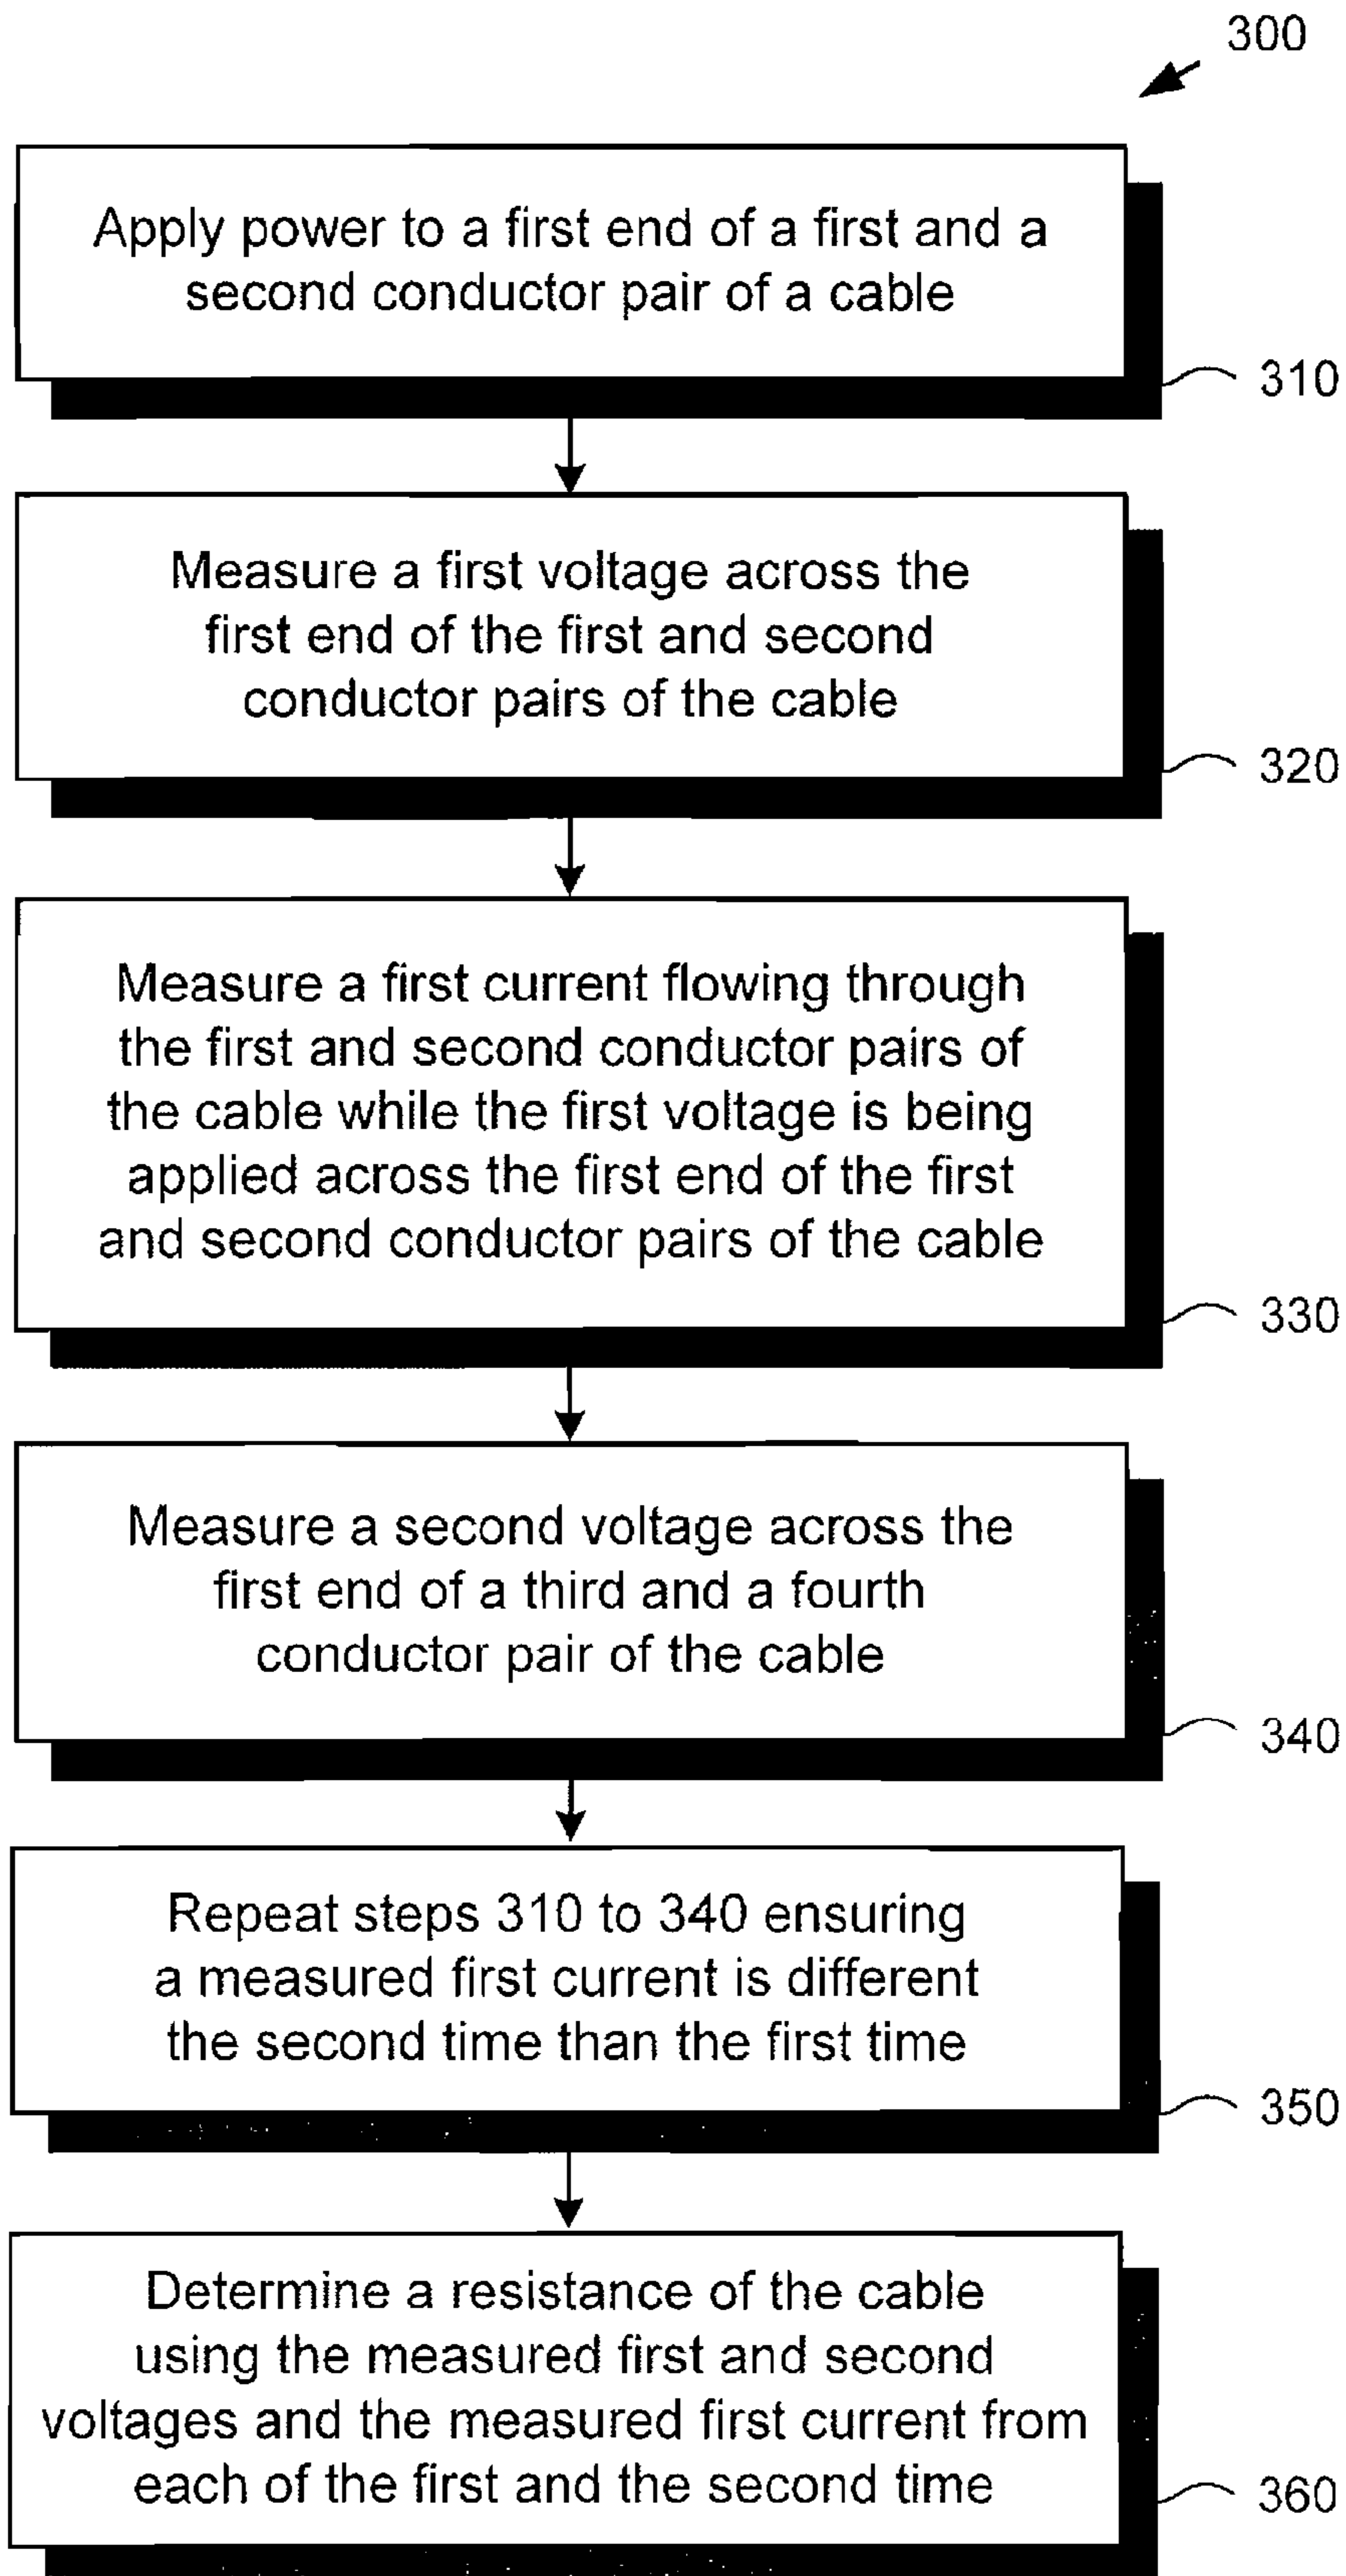 300
Apply power to a first end of a first and a
second conductor pair of a cable
310
Measure a first voltage across the
first end of the first and second
conductor pairs of the cable
320
Measure a first current flowing through
the first and second conductor pairs of
the cable while the first voltage is being
applied across the first end of the first
and second conductor pairs of the cable
330
Measure a second voltage across the
first end of a third and a fourth
conductor pair of the cable
340
Repeat steps 310 to 340 ensuring
a measured first current is different
the second time than the first time
350
Determine a resistance of the cable
using the measured first and second
voltages and the measured first current from
each of the first and the second time
360